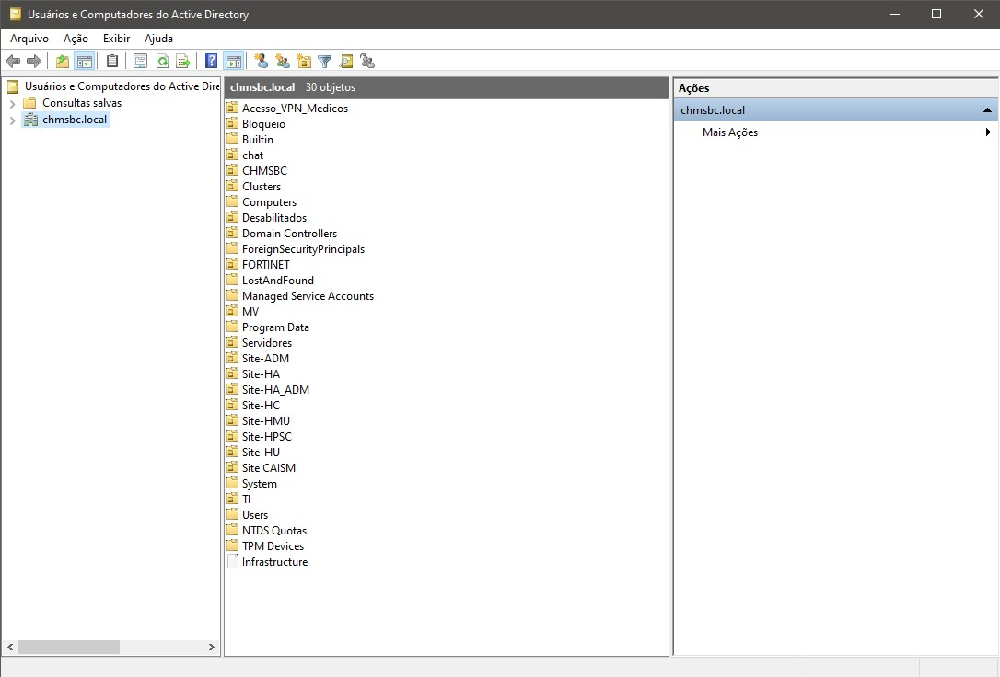 Usuários e Computadores do Active Directory
Arquivo Ação Exibir Ajuda
Usuários e Computadores do Active Dire
Consultas salvas
chmsbc.local
chmsbc.local 30 objetos
Acesso_VPN_Medicos
Bloqueio
Builtin
chat
CHMSBC
Clusters
Computers
Desabilitados
Domain Controllers
ForeignSecurityPrincipals
FORTINET
LostAndFound
Managed Service Accounts
MV
Program Data
Servidores
Site-ADM
Site-HA
Site-HA_ADM
Site-HC
Site-HMU
Site-HPSC
Site-HU
Site CAISM
System
TI
Users
NTDS Quotas
TPM Devices
Infrastructure
Ações
chmsbc.local
Mais Ações